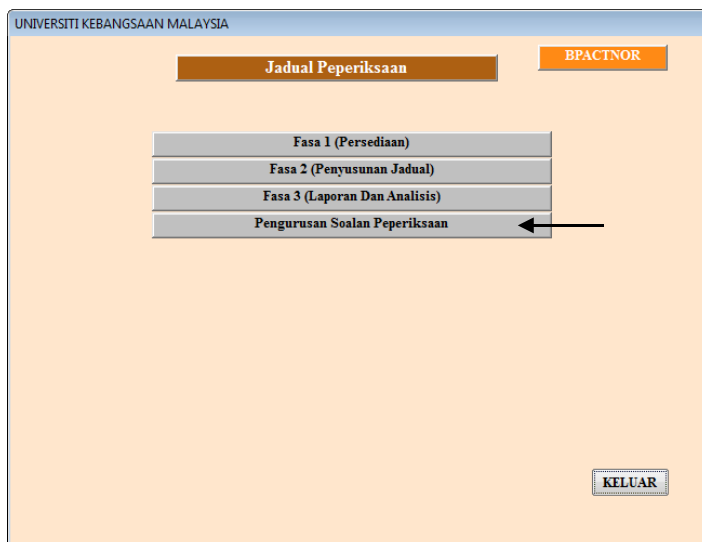 UNIVERSITI KEBANGSAAN MALAYSIA
Jadual Peperiksaan
BPACTNOR
Fasa 1 (Persediaan)
Fasa 2 (Penyusunan Jadual)
Fasa 3 (Laporan Dan Analisis)
Pengurusan Soalan Peperiksaan
KELUAR